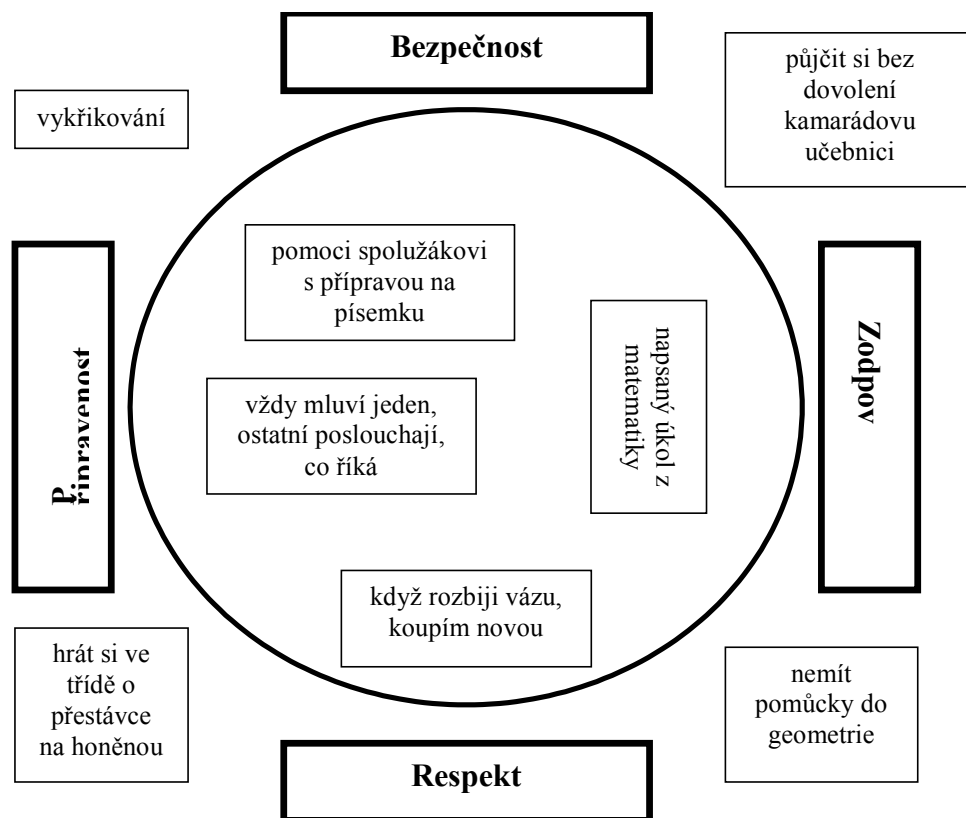 Bezpečnost
půjčit si bez
dovolení
kamarádovu
učebnici
vykřikování
pomoci spolužákovi
s přípravou na
písemku
Zodpov
napsaný úkol z
matematiky
vždy mluví jeden,
ostatní poslouchají,
co říká
Připravenost
když rozbiji vázu,
koupím novou
hrát si ve
třídě o
přestávce
na honěnou
nemít
pomůcky do
geometrie
Respekt